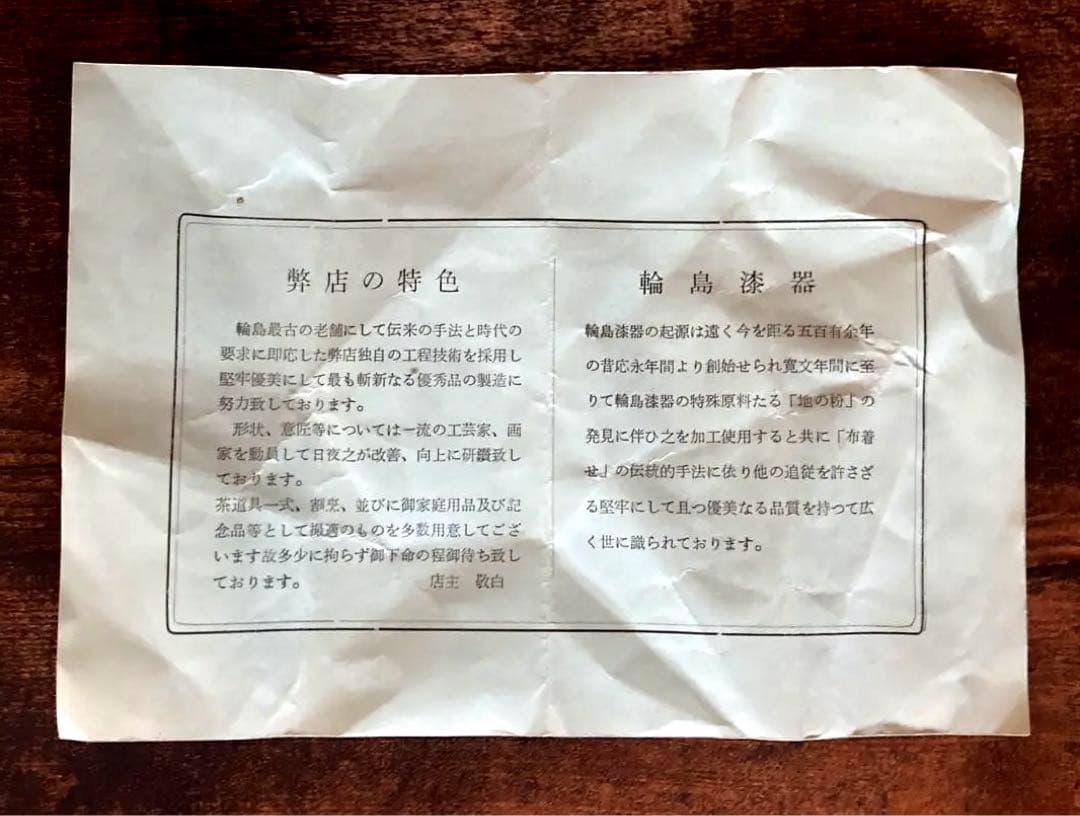 弊店の特色
輪島最古の老舗にして伝来の手法と時代の
要求に即応した弊店独自の工程技術を採用し
堅牢優美にして最も斬新なる優秀品の製造に
努力致しております。
形状、意匠等については一流の工芸家、画
家を動員して日夜之が改善、向上に研鑽致し
ております。
茶道具一式、割烹、並びに御家庭用品及び記
念品等として最適のものを多数用意してござ
います故多少に拘らず御下命の程御待ち致し
ております。
店主 敬白
輪島漆器
輪島漆器の起源は遠く今を距る五百有余年
の昔応永年間より創始せられ寛文年間に至
りて輪島漆器の特殊原料たる「地の粉」の
発見に伴ひ之を加工使用すると共に「布着
せ」の伝統的手法に依り他の追従を許さざ
る堅牢にして且つ優美なる品質を持つて広
く世に識られております。